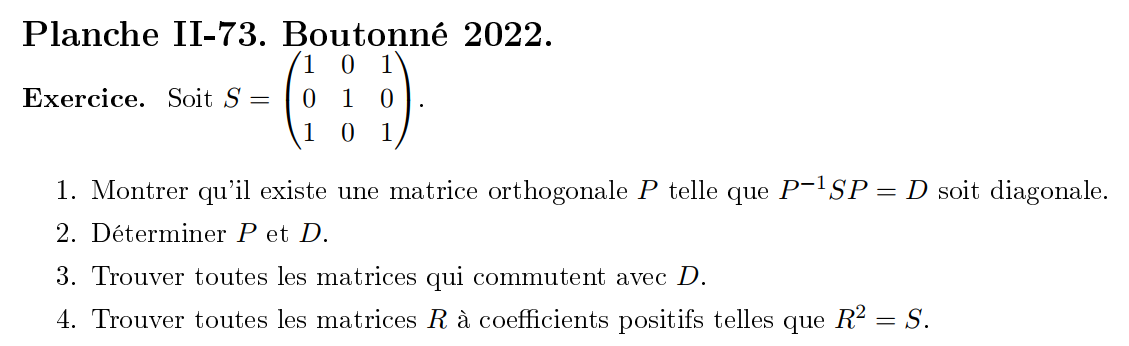 Planche II-73. Boutonné 2022.
Exercice. Soit $S = \begin{pmatrix} 1 & 0 & 1 \\ 0 & 1 & 0 \\ 1 & 0 & 1 \end{pmatrix}$.
1. Montrer qu'il existe une matrice orthogonale $P$ telle que $P^{-1}SP = D$ soit diagonale.
2. Déterminer $P$ et $D$.
3. Trouver toutes les matrices qui commutent avec $D$.
4. Trouver toutes les matrices $R$ à coefficients positifs telles que $R^2 = S$.